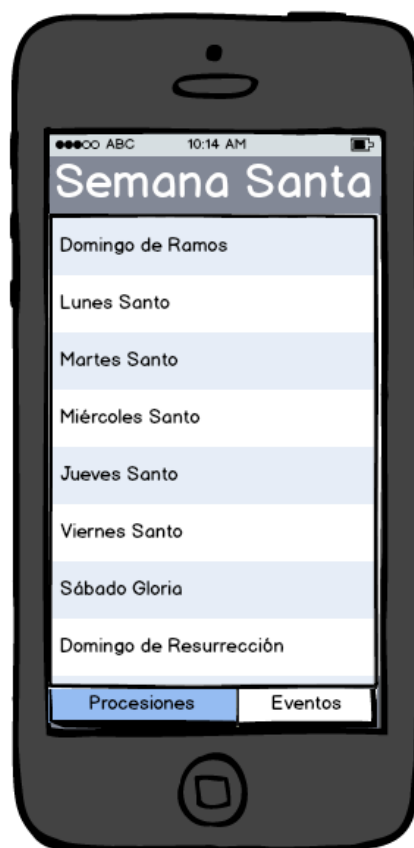 ABC 10:14 AM
Semana Santa
Domingo de Ramos
Lunes Santo
Martes Santo
Miércoles Santo
Jueves Santo
Viernes Santo
Sábado Gloria
Domingo de Resurrección
Procesiones Eventos